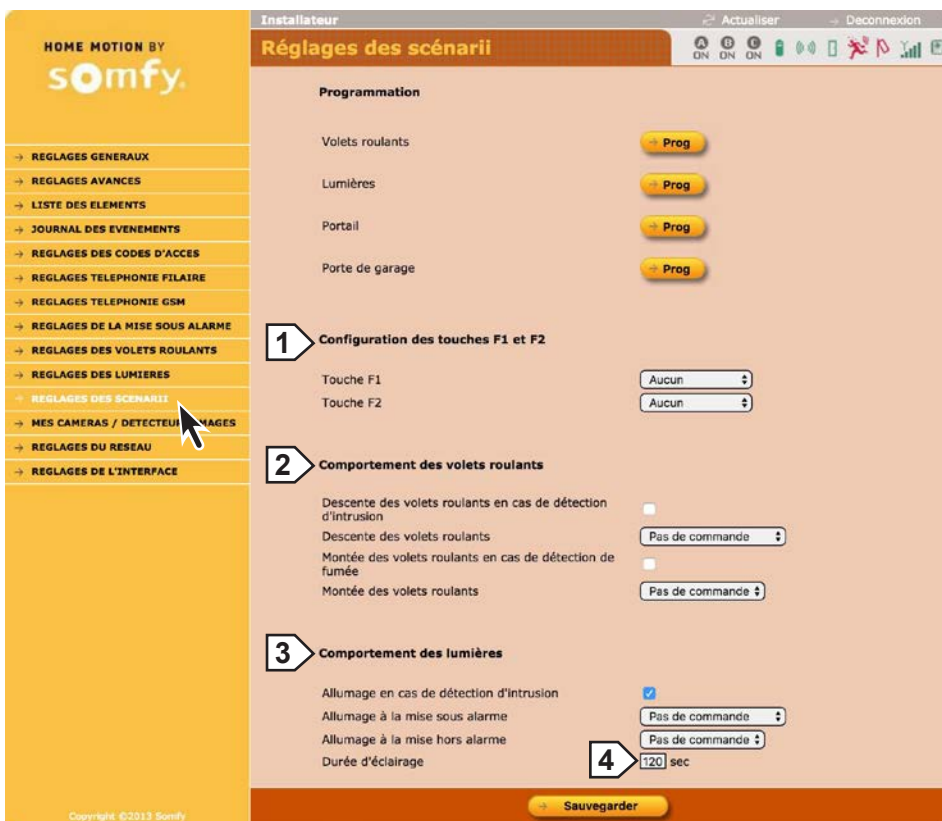 Installateur
Actualiser
Déconnexion
HOME MOTION BY
somfy.
Réglages des scénarii
A B C
ON ON ON
→ REGLAGES GENERAUX
→ REGLAGES AVANCES
→ LISTE DES ELEMENTS
→ JOURNAL DES EVENEMENTS
→ REGLAGES DES CODES D'ACCES
→ REGLAGES TELEPHONIE FILAIRE
→ REGLAGES TELEPHONIE GSM
→ REGLAGES DE LA MISE SOUS ALARME
→ REGLAGES DES VOLETS ROULANTS
→ REGLAGES DES LUMIERES
→ REGLAGES DES SCENARII
→ MES CAMERAS / DETECTEUR IMAGES
→ REGLAGES DU RESEAU
→ REGLAGES DE L'INTERFACE
Copyright ©2013 Somfy
Programmation
Volets roulants → Prog
Lumières → Prog
Portail → Prog
Porte de garage → Prog
1 Configuration des touches F1 et F2
Touche F1 Aucun
Touche F2 Aucun
2 Comportement des volets roulants
Descente des volets roulants en cas de détection
d'intrusion
Descente des volets roulants Pas de commande
Montée des volets roulants en cas de détection de
fumée
Montée des volets roulants Pas de commande
3 Comportement des lumières
Allumage en cas de détection d'intrusion
Allumage à la mise sous alarme Pas de commande
Allumage à la mise hors alarme Pas de commande
Durée d'éclairage 4 120 sec
→ Sauvegarder